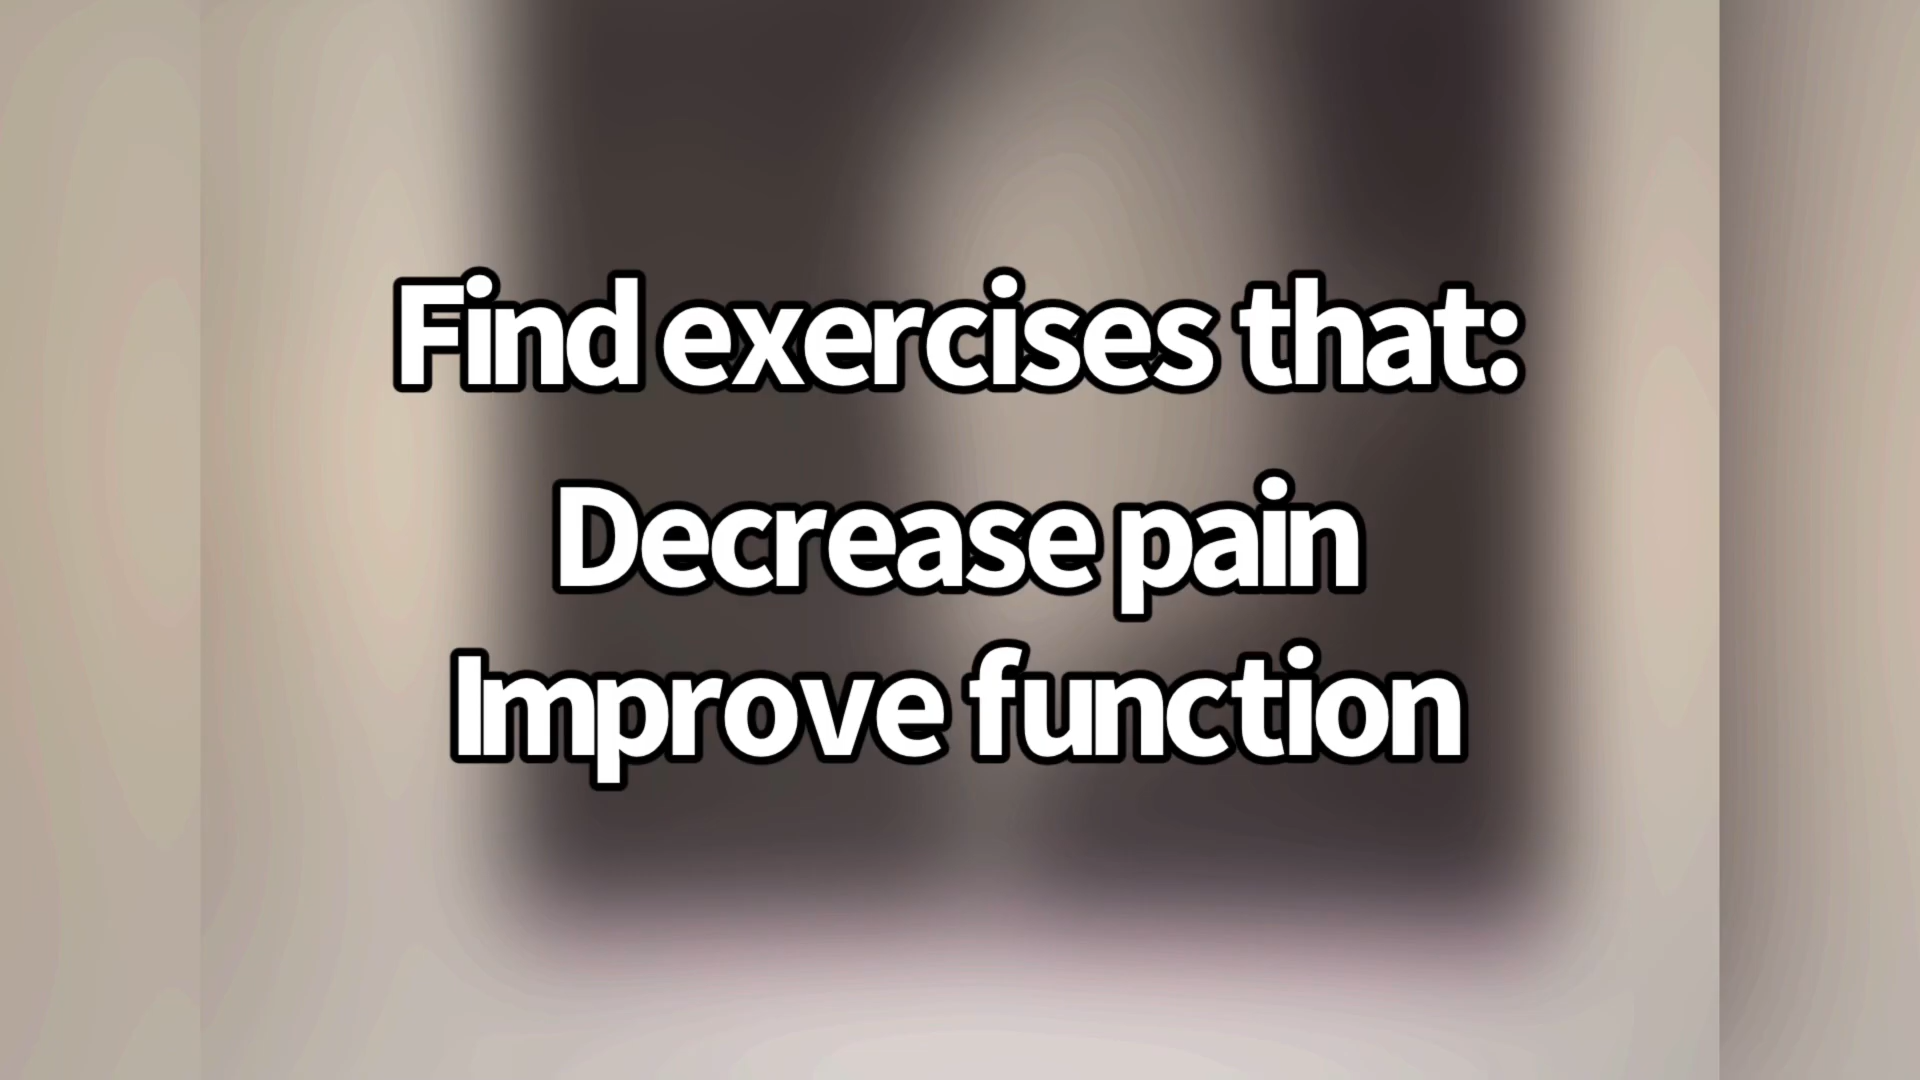 Find exercises that:
Decrease pain
Improve function